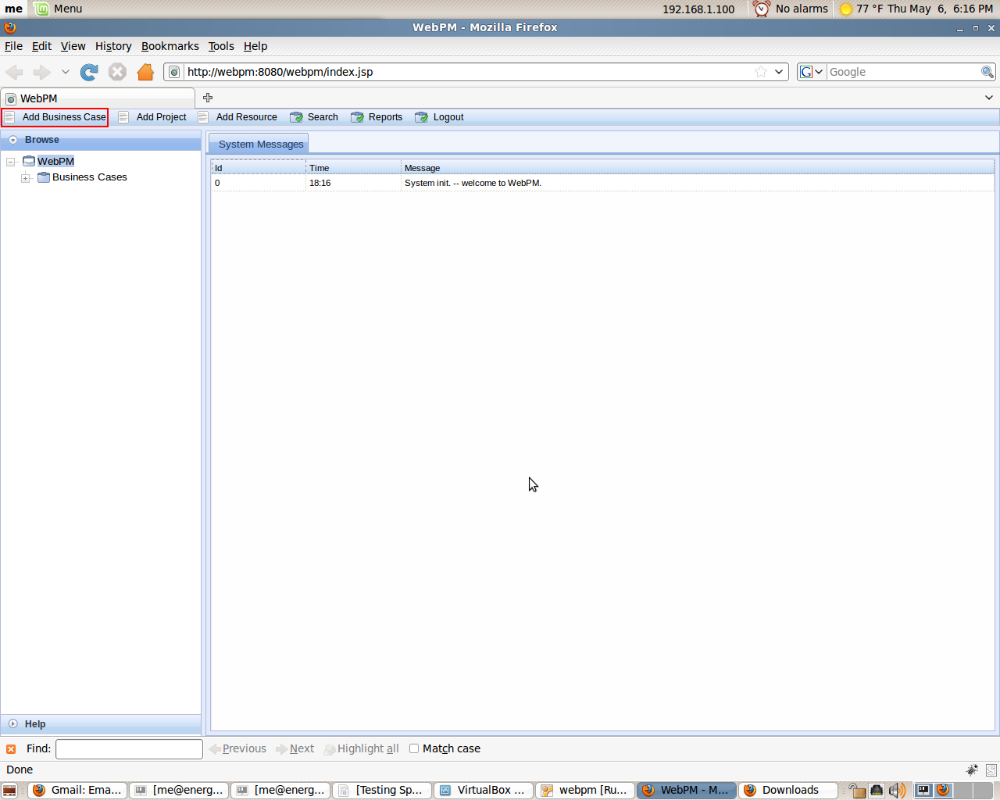 me Menu 192.168.1.100 No alarms 77 °F Thu May 6, 6:16 PM
WebPM - Mozilla Firefox
File Edit View History Bookmarks Tools Help
http://webpm:8080/webpm/index.jsp G Google
WebPM
Add Business Case Add Project Add Resource Search Reports Logout
Browse
WebPM
Business Cases
System Messages
Id Time Message
0 18:16 System init. -- welcome to WebPM.
Help
Find: Previous Next Highlight all Match case
Done
Gmail: Ema... [me@energ... [me@energ... [Testing Sp... VirtualBox ... webpm [Ru... WebPM - M... Downloads